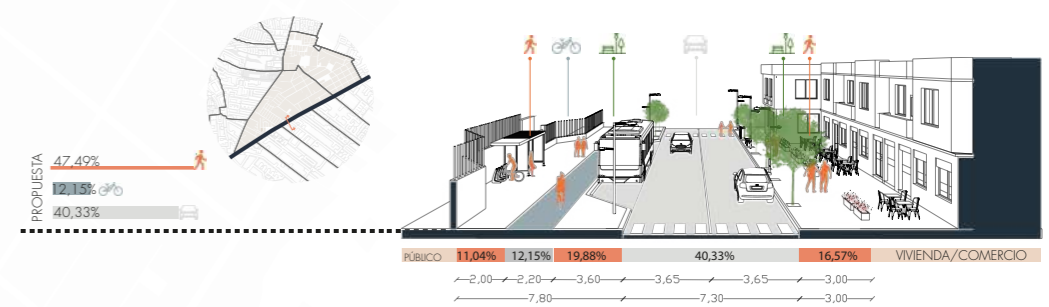 PROPUESTA
47,49%
12,15%
40,33%
PÚBLICO 11,04% 12,15% 19,88% 40,33% 16,57% VIVIENDA/COMERCIO
2,00 2,20 3,60 3,65 3,65 3,00
7,80 7,30 3,00